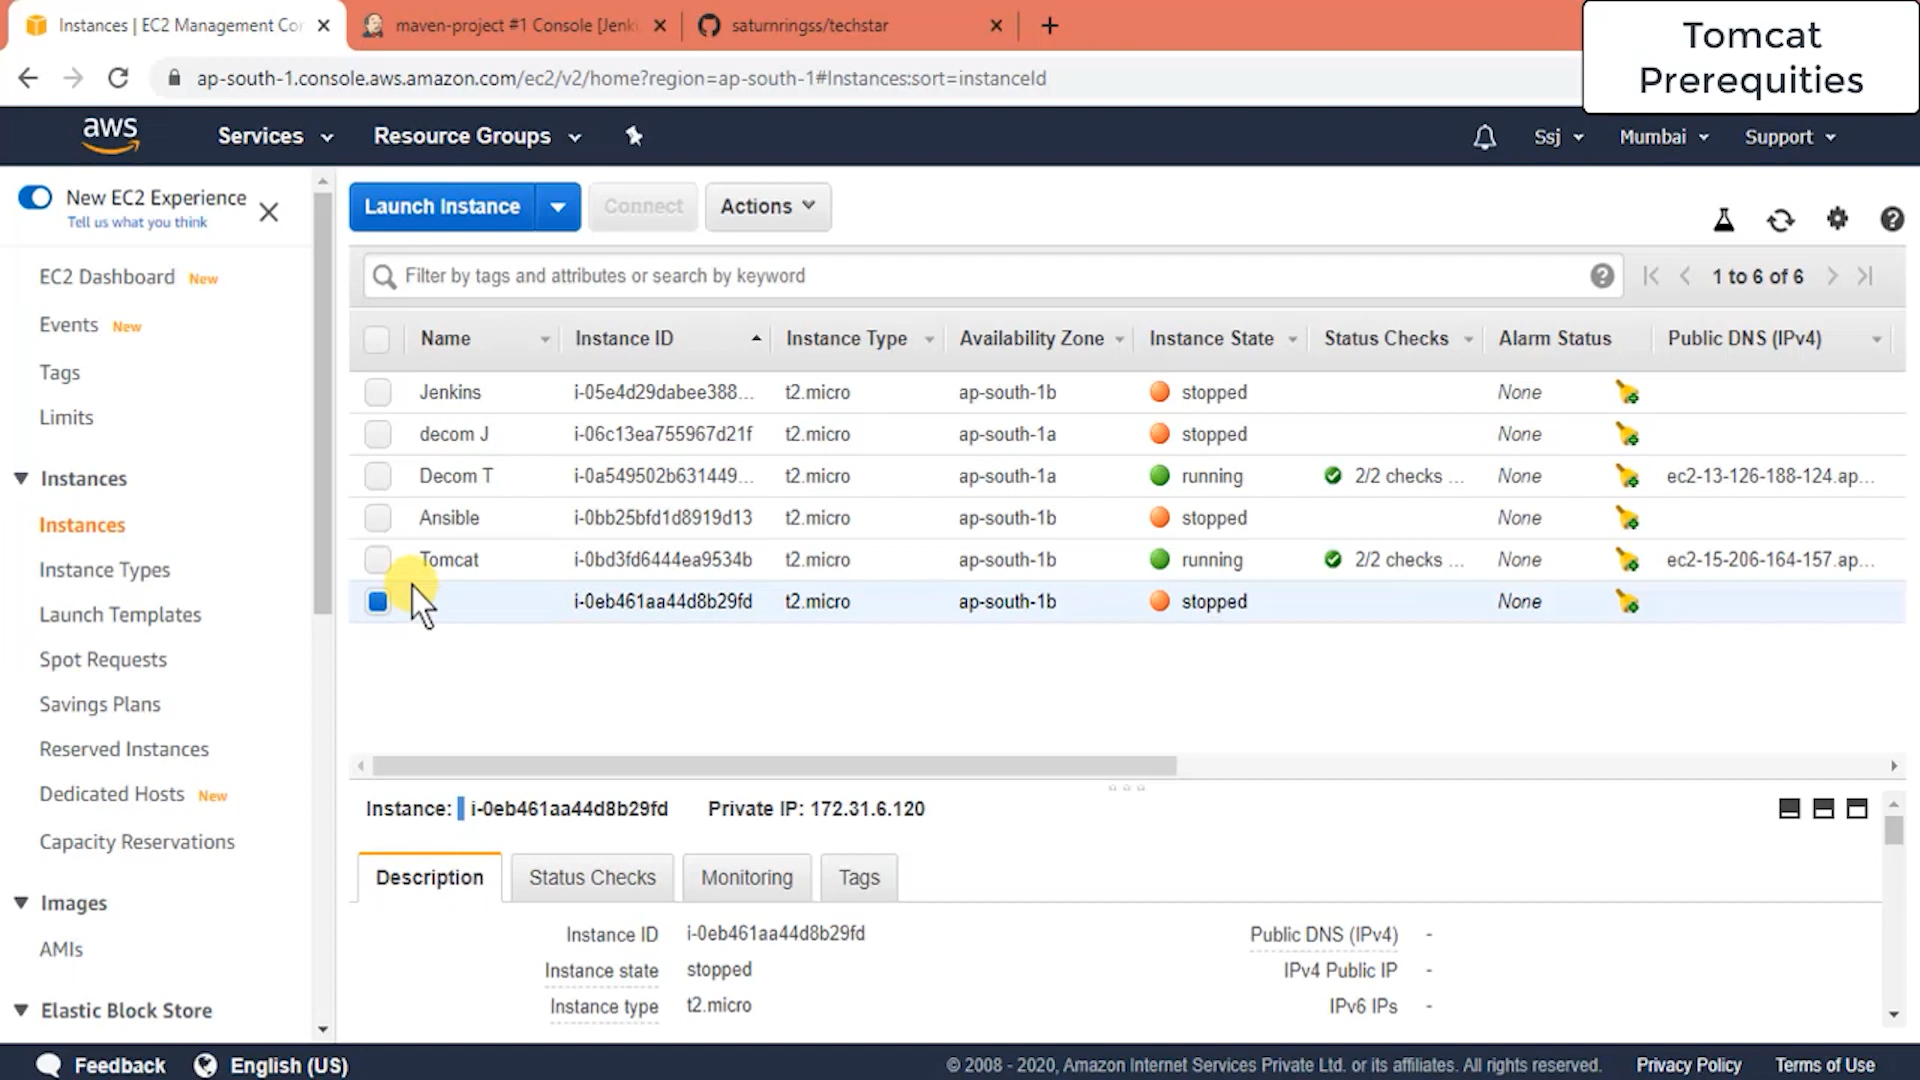 Instances | EC2 Management Cor
maven-project #1 Console [Jenki
saturnringss/techstar
Tomcat
Prerequities
ap-south-1.console.aws.amazon.com/ec2/v2/home?region=ap-south-1#Instances:sort=instanceId
aws
Services
Resource Groups
Ssj
Mumbai
Support
New EC2 Experience
Tell us what you think
Launch Instance
Connect
Actions
EC2 Dashboard New
Events New
Tags
Limits
Instances
Instances
Instance Types
Launch Templates
Spot Requests
Savings Plans
Reserved Instances
Dedicated Hosts New
Capacity Reservations
Images
AMIs
Elastic Block Store
Filter by tags and attributes or search by keyword
1 to 6 of 6
Name Instance ID Instance Type Availability Zone Instance State Status Checks Alarm Status Public DNS (IPv4)
Jenkins i-05e4d29dabee388... t2.micro ap-south-1b stopped None
decom J i-06c13ea755967d21f t2.micro ap-south-1a stopped None
Decom T i-0a549502b631449... t2.micro ap-south-1a running 2/2 checks ... None ec2-13-126-188-124.ap...
Ansible i-0bb25bfd1d8919d13 t2.micro ap-south-1b stopped None
Tomcat i-0bd3fd6444ea9534b t2.micro ap-south-1b running 2/2 checks ... None ec2-15-206-164-157.ap...
i-0eb461aa44d8b29fd t2.micro ap-south-1b stopped None
Instance: i-0eb461aa44d8b29fd Private IP: 172.31.6.120
Description Status Checks Monitoring Tags
Instance ID i-0eb461aa44d8b29fd Public DNS (IPv4) -
Instance state stopped IPv4 Public IP -
Instance type t2.micro IPv6 IPs -
Feedback English (US) © 2008 - 2020, Amazon Internet Services Private Ltd. or its affiliates. All rights reserved. Privacy Policy Terms of Use